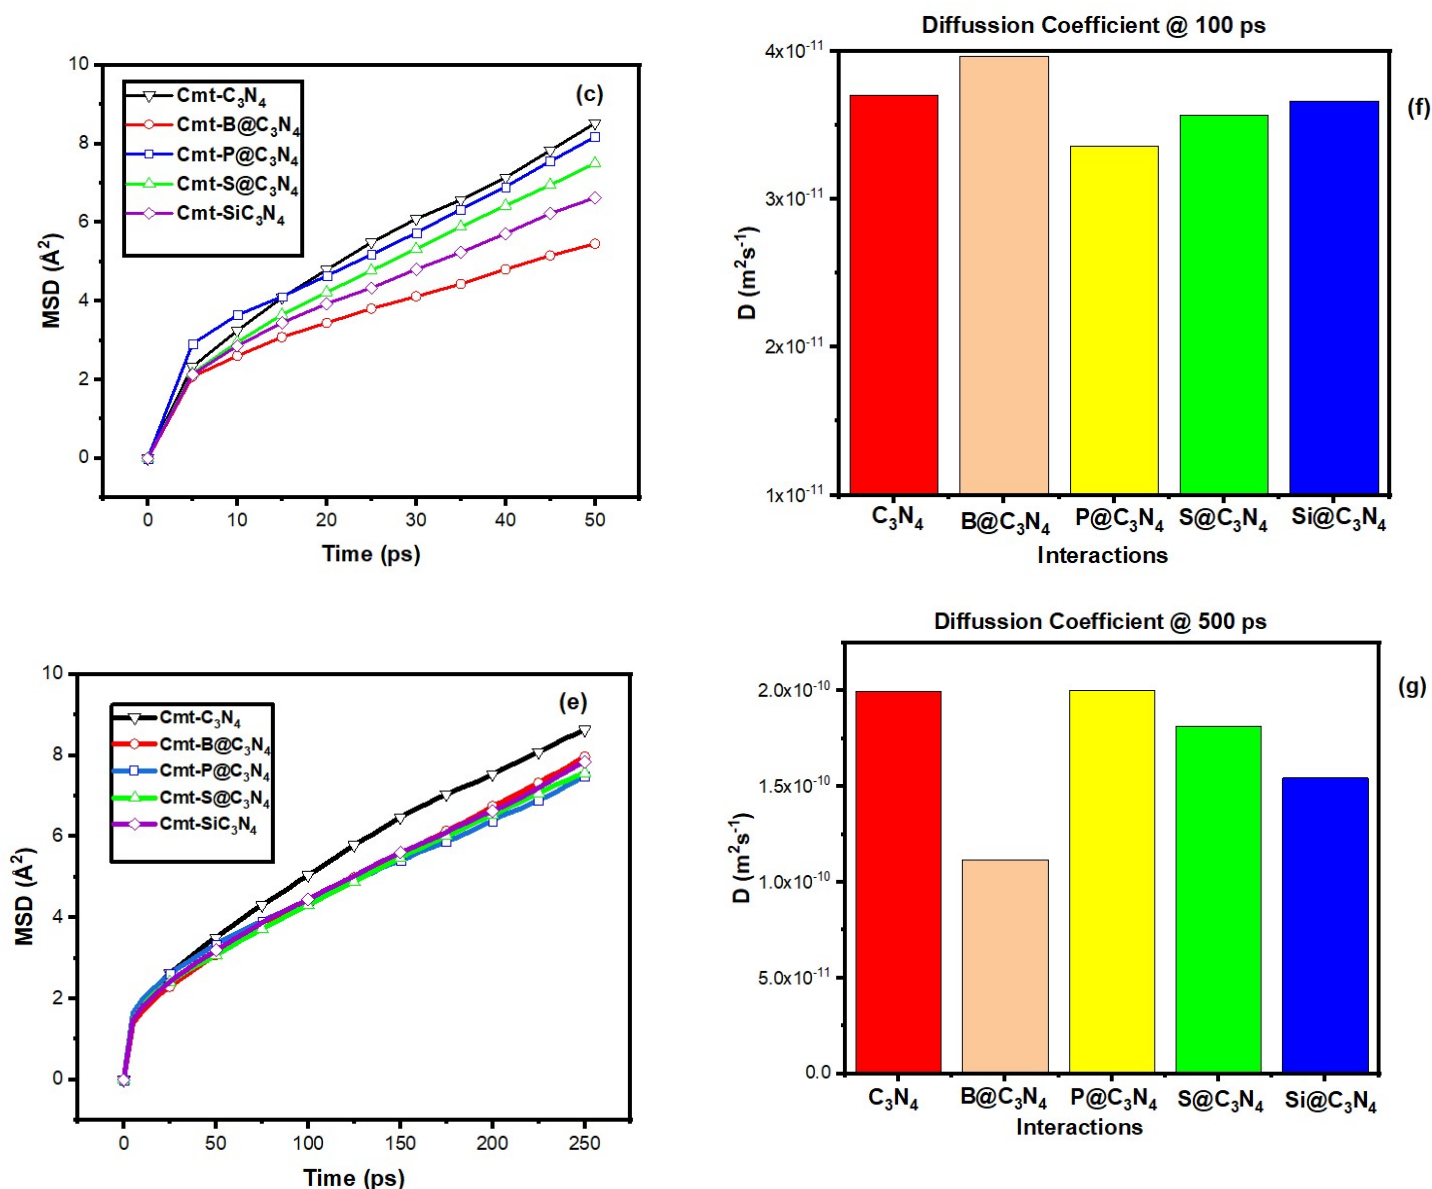 (c)
Cmt-C₃N₄
Cmt-B@C₃N₄
Cmt-P@C₃N₄
Cmt-S@C₃N₄
Cmt-SiC₃N₄
MSD (Å²)
10
8
6
4
2
0
0 10 20 30 40 50
Time (ps)
Diffussion Coefficient @ 100 ps
(f)
D (m²s⁻¹)
4x10⁻¹¹
3x10⁻¹¹
2x10⁻¹¹
1x10⁻¹¹
C₃N₄ B@C₃N₄ P@C₃N₄ S@C₃N₄ Si@C₃N₄
Interactions
(e)
Cmt-C₃N₄
Cmt-B@C₃N₄
Cmt-P@C₃N₄
Cmt-S@C₃N₄
Cmt-SiC₃N₄
MSD (Å²)
10
8
6
4
2
0
0 50 100 150 200 250
Time (ps)
Diffussion Coefficient @ 500 ps
(g)
D (m²s⁻¹)
2.0x10⁻¹⁰
1.5x10⁻¹⁰
1.0x10⁻¹⁰
5.0x10⁻¹¹
0.0
C₃N₄ B@C₃N₄ P@C₃N₄ S@C₃N₄ Si@C₃N₄
Interactions